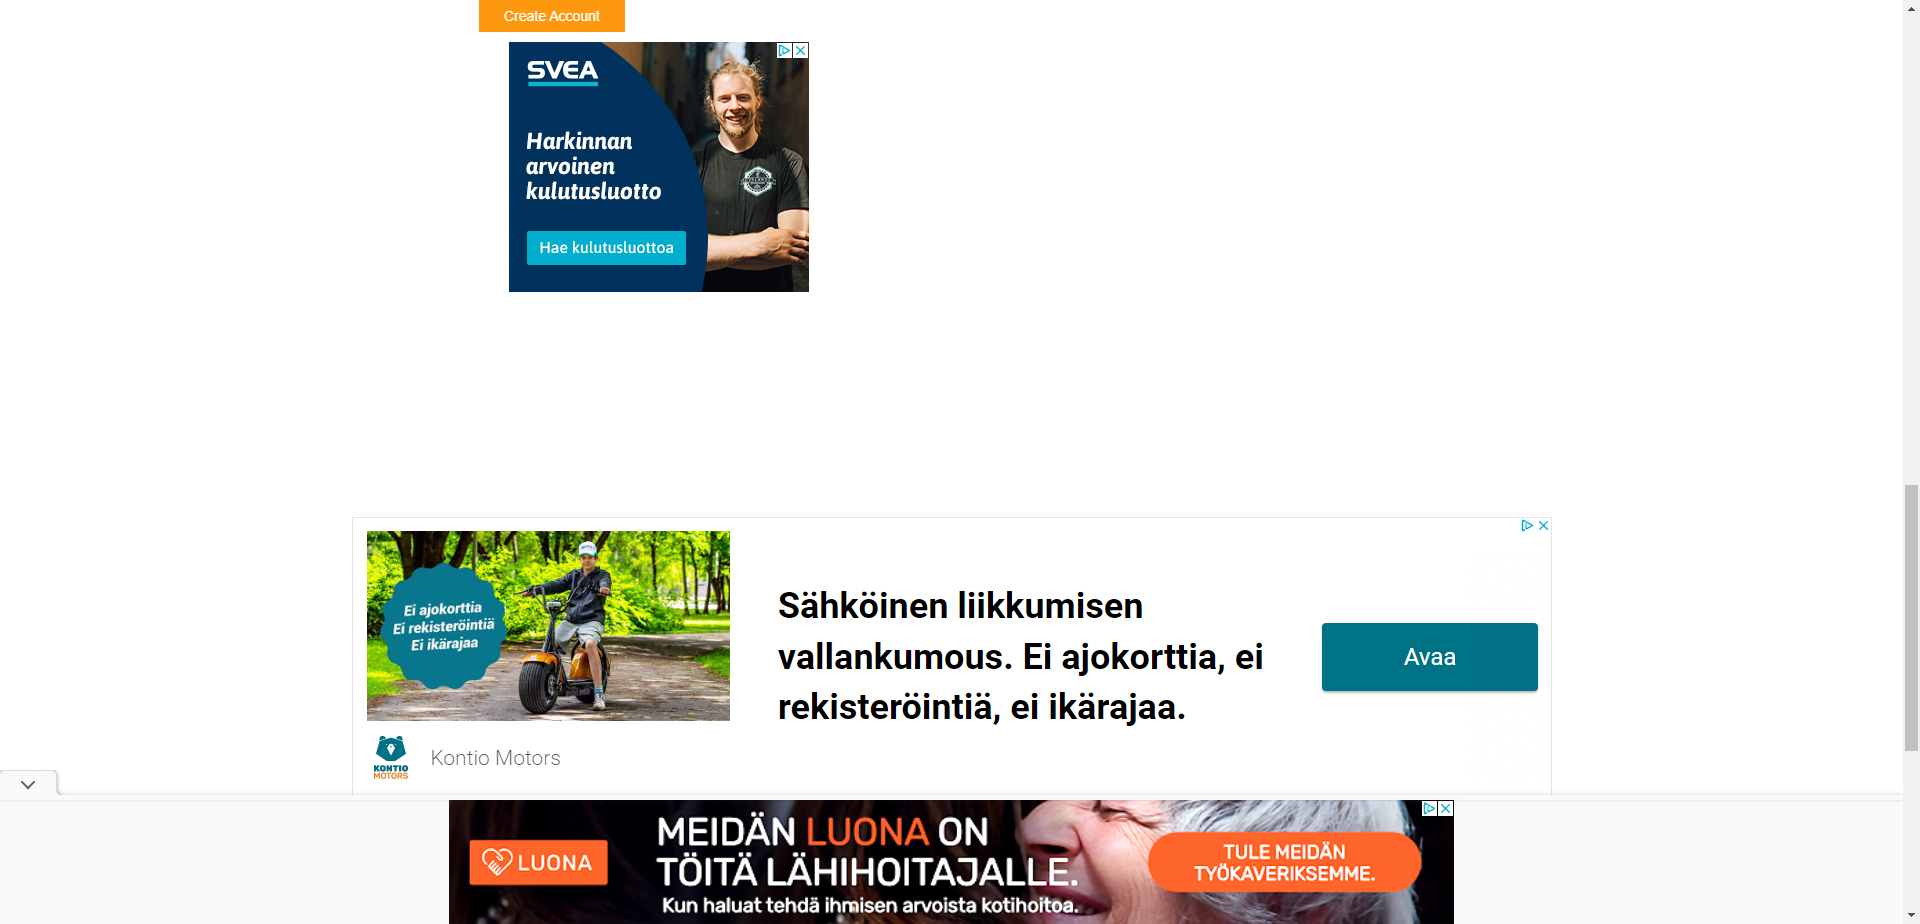 Create Account
SVEA
Harkinnan
arvoinen
kulutusluotto
Hae kulutusluottoa
Ei ajokorttia
Ei rekisteröintiä
Ei ikärajaa
Sähköinen liikkumisen
vallankumous. Ei ajokorttia, ei
rekisteröintiä, ei ikärajaa.
Avaa
KONTIO
MOTORS
Kontio Motors
LUONA
MEIDÄN LUONA ON
TÖITÄ LÄHIHOITAJALLE.
Kun haluat tehdä ihmisen arvoista kotihoitoa.
TULE MEIDÄN
TYÖKAVERIKSEMME.